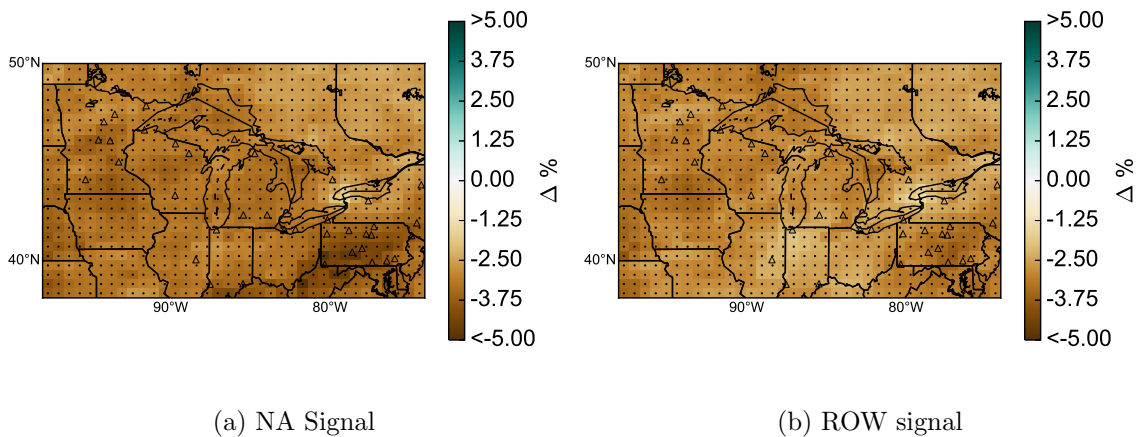 50°N
40°N
90°W
80°W
>5.00
3.75
2.50
1.25
0.00
-1.25
-2.50
-3.75
<-5.00
Δ %
50°N
40°N
90°W
80°W
>5.00
3.75
2.50
1.25
0.00
-1.25
-2.50
-3.75
<-5.00
Δ %
(a) NA Signal
(b) ROW signal